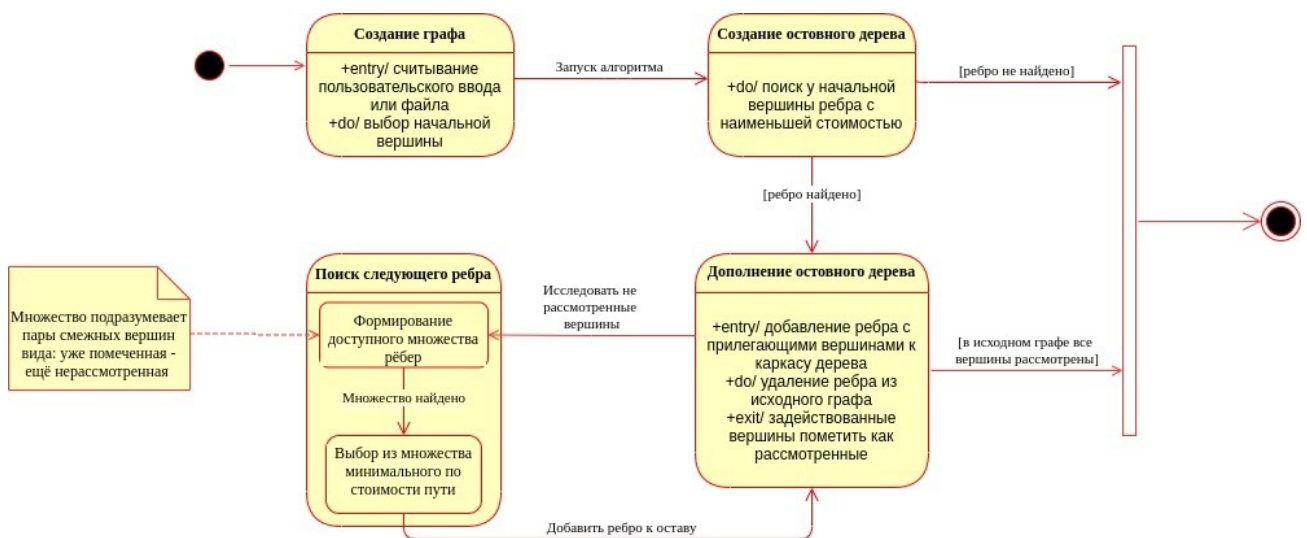 Создание графа
+entry/ считывание
пользовательского ввода
или файла
+do/ выбор начальной
вершины
Запуск алгоритма
Создание остовного дерева
+do/ поиск у начальной
вершины ребра с
наименьшей стоимостью
[ребро не найдено]
[ребро найдено]
Множество подразумевает
пары смежных вершин
вида: уже помеченная -
ещё нерассмотренная
Поиск следующего ребра
Формирование
доступного множества
рёбер
Множество найдено
Выбор из множества
минимального по
стоимости пути
Исследовать не
рассмотренные
вершины
Дополнение остовного дерева
+entry/ добавление ребра с
прилегающими вершинами к
каркасу дерева
+do/ удаление ребра из
исходного графа
+exit/ задействованные
вершины пометить как
рассмотренные
[в исходном графе все
вершины рассмотрены]
Добавить ребро к оставу